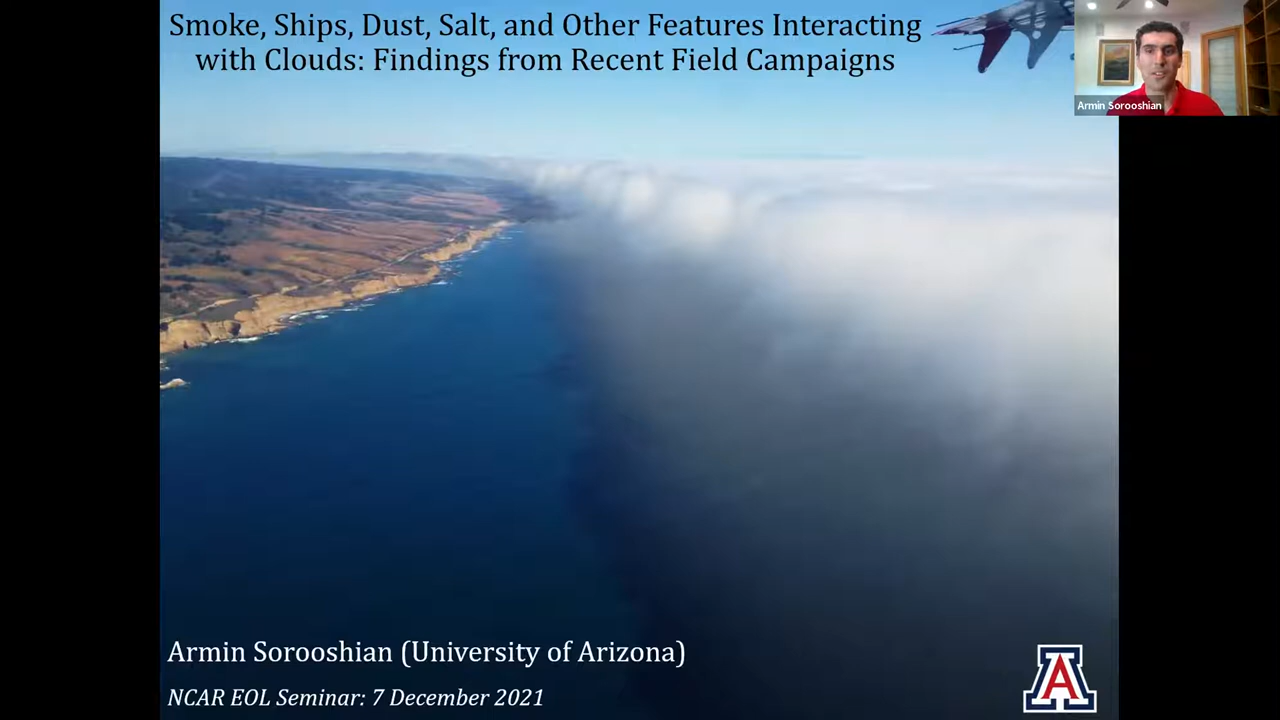 Smoke, Ships, Dust, Salt, and Other Features Interacting
with Clouds: Findings from Recent Field Campaigns
Armin Sorooshian
Armin Sorooshian (University of Arizona)
NCAR EOL Seminar: 7 December 2021
A